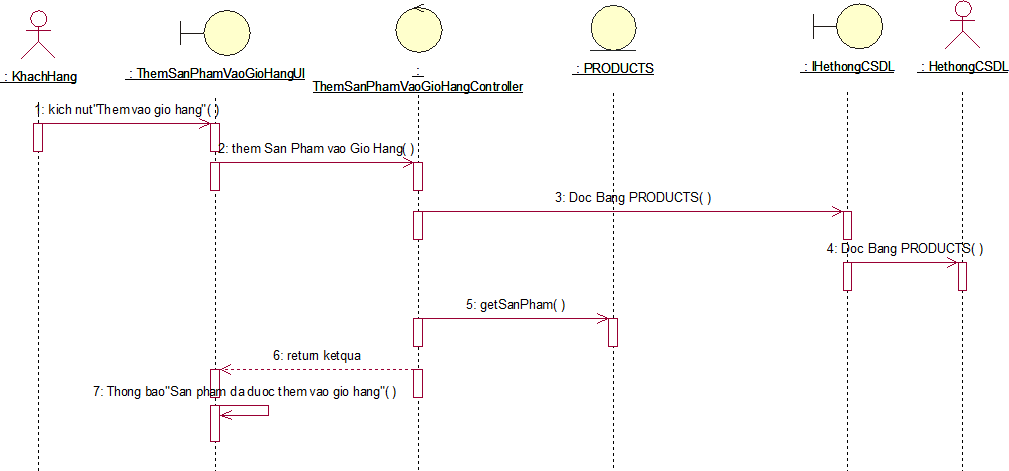 : KhachHang
: ThemSanPhamVaoGioHangUI
:
ThemSanPhamVaoGioHangController
: PRODUCTS
: IHethongCSDL
: HethongCSDL
1: kich nut"Them vao gio hang"( )
2: them San Pham vao Gio Hang( )
3: Doc Bang PRODUCTS( )
4: Doc Bang PRODUCTS( )
5: getSanPham( )
6: return ketqua
7: Thong bao"San pham da duoc them vao gio hang"( )